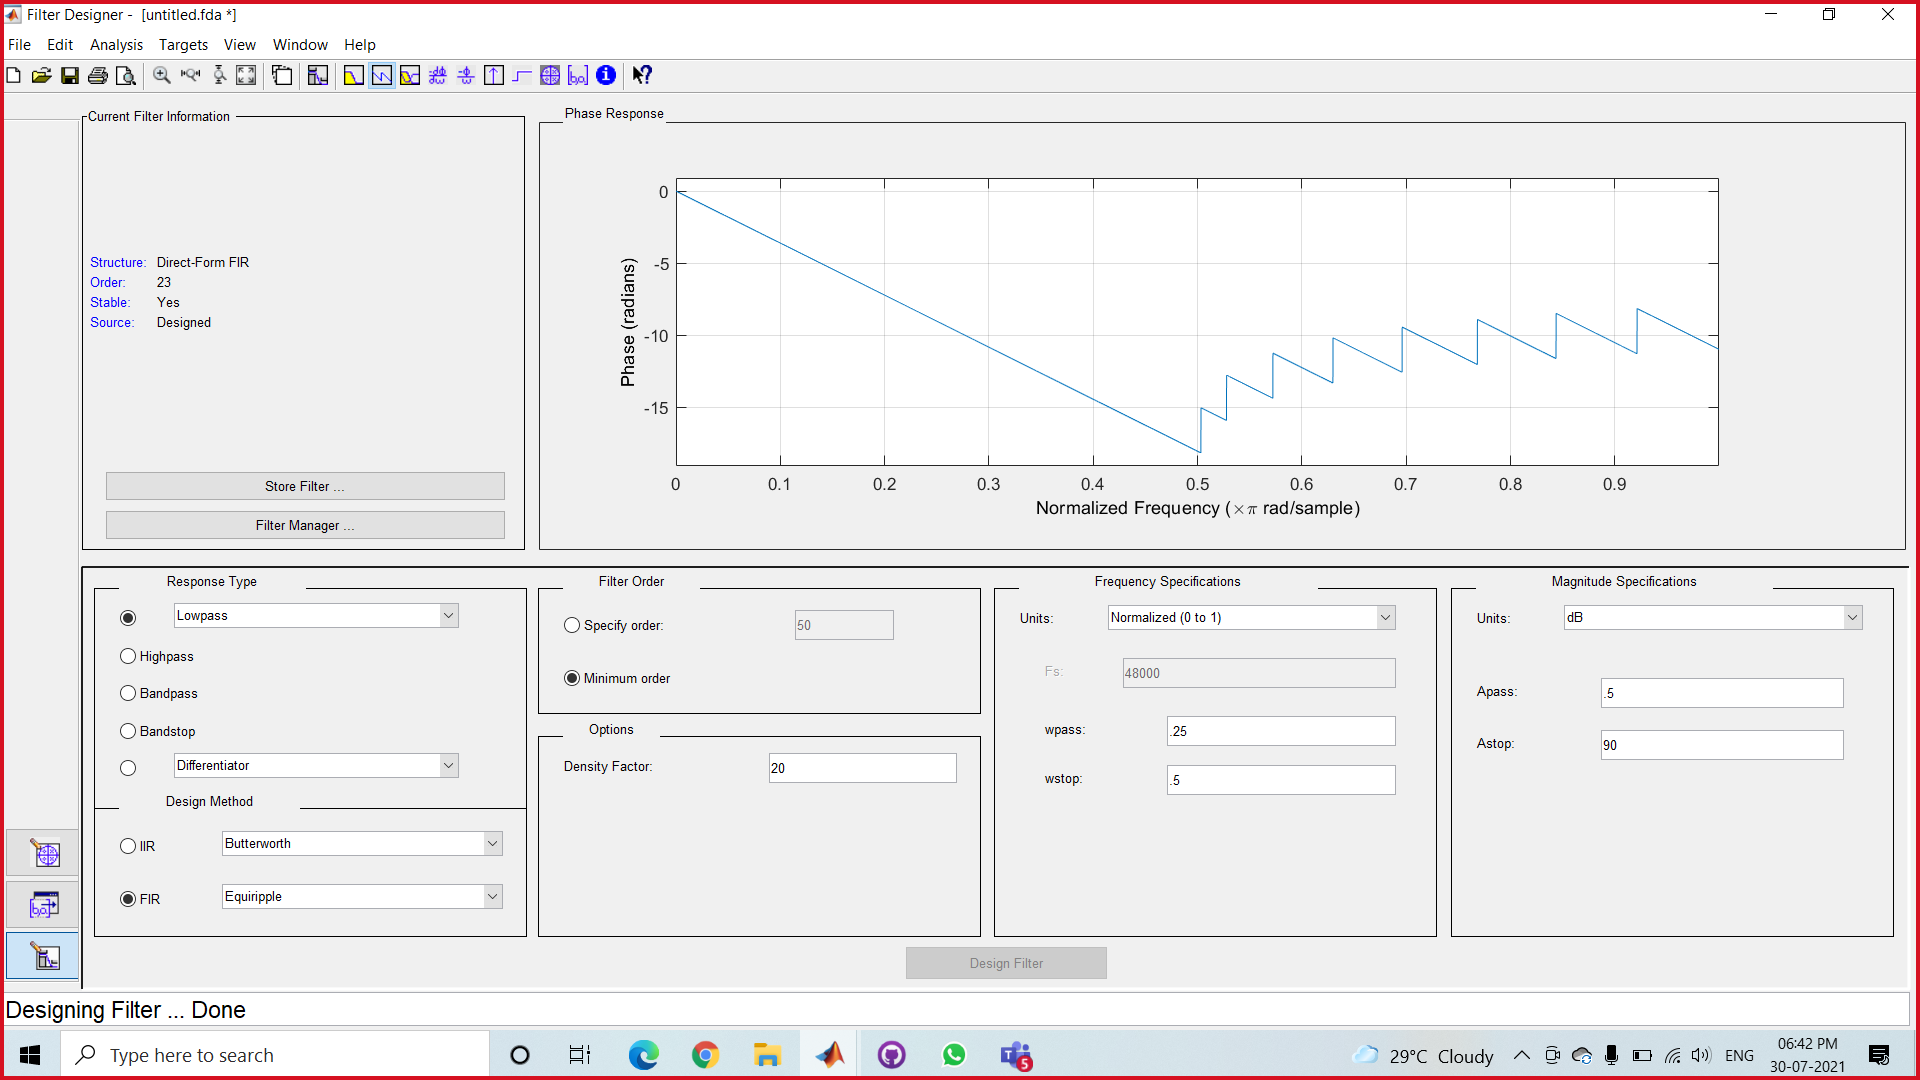 Filter Designer - [untitled.fda *]
File Edit Analysis Targets View Window Help
Current Filter Information
Structure: Direct-Form FIR
Order: 23
Stable: Yes
Source: Designed
Store Filter ...
Filter Manager ...
Phase Response
0
-5
-10
-15
Phase (radians)
0 0.1 0.2 0.3 0.4 0.5 0.6 0.7 0.8 0.9
Normalized Frequency (×π rad/sample)
Response Type
Lowpass
Highpass
Bandpass
Bandstop
Differentiator
Design Method
IIR Butterworth
FIR Equiripple
Filter Order
Specify order: 50
Minimum order
Options
Density Factor: 20
Frequency Specifications
Units: Normalized (0 to 1)
Fs: 48000
wpass: .25
wstop: .5
Magnitude Specifications
Units: dB
Apass: .5
Astop: 90
Design Filter
Designing Filter ... Done
Type here to search
5
29°C Cloudy
ENG
06:42 PM
30-07-2021